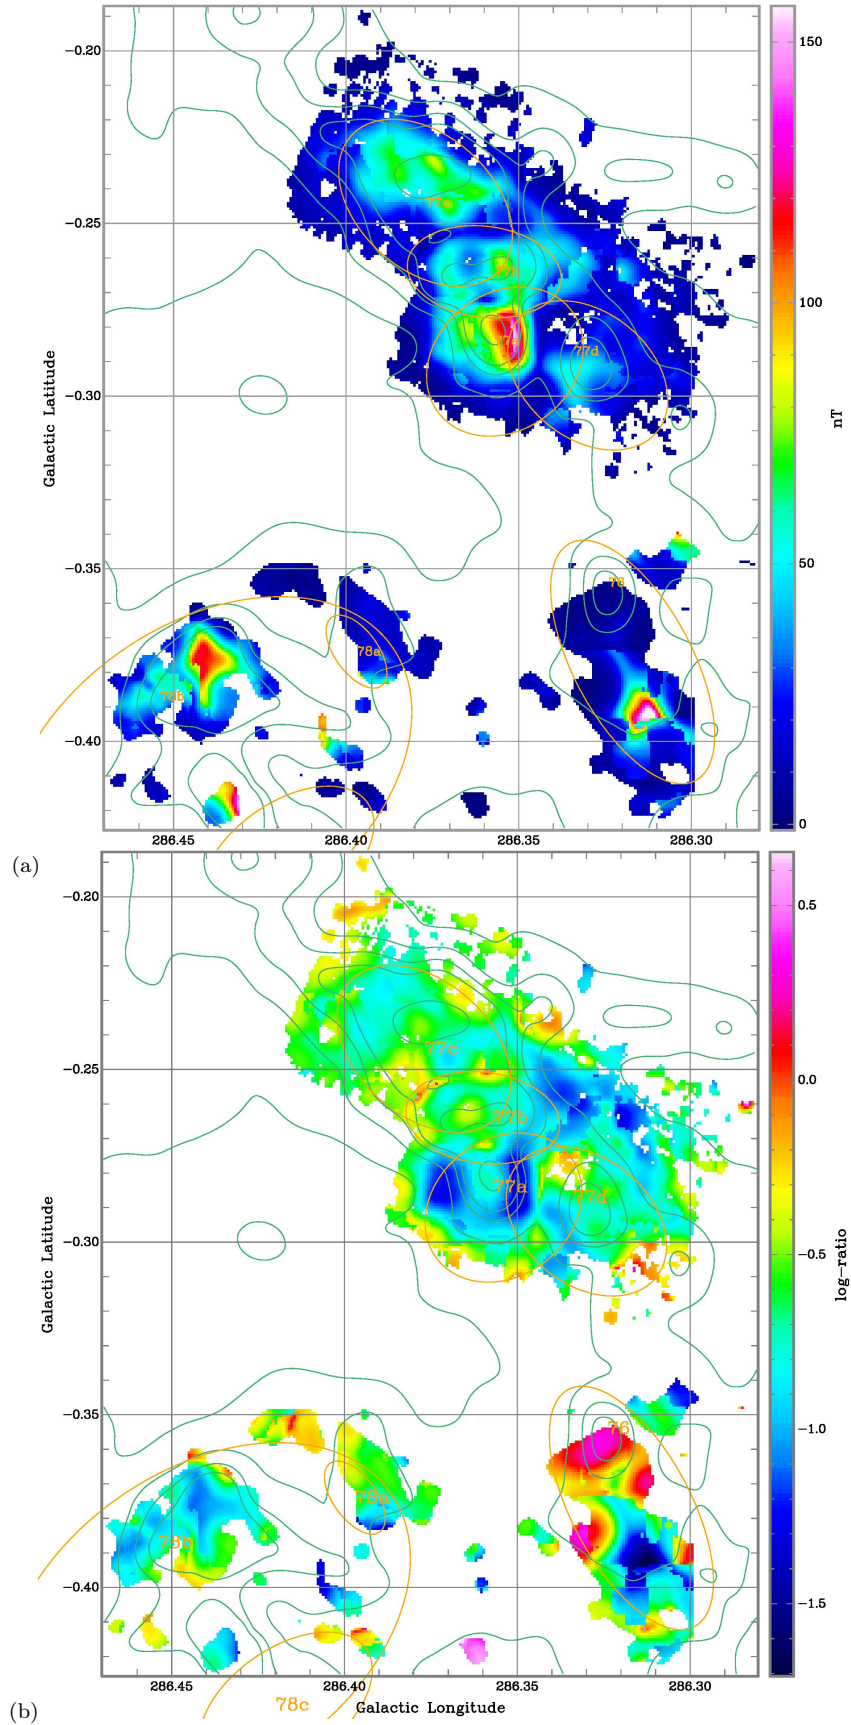 −0.20
−0.25
−0.30
−0.35
−0.40
Galactic Latitude
286.45
286.40
286.35
286.30
77c
77b
77d
76
78a
78b
150
100
50
0
nT
(a)
−0.20
−0.25
−0.30
−0.35
−0.40
Galactic Latitude
286.45
286.40
286.35
286.30
Galactic Longitude
77c
77b
77a
77d
76
78a
78b
78c
0.5
0.0
−0.5
−1.0
−1.5
log−ratio
(b)